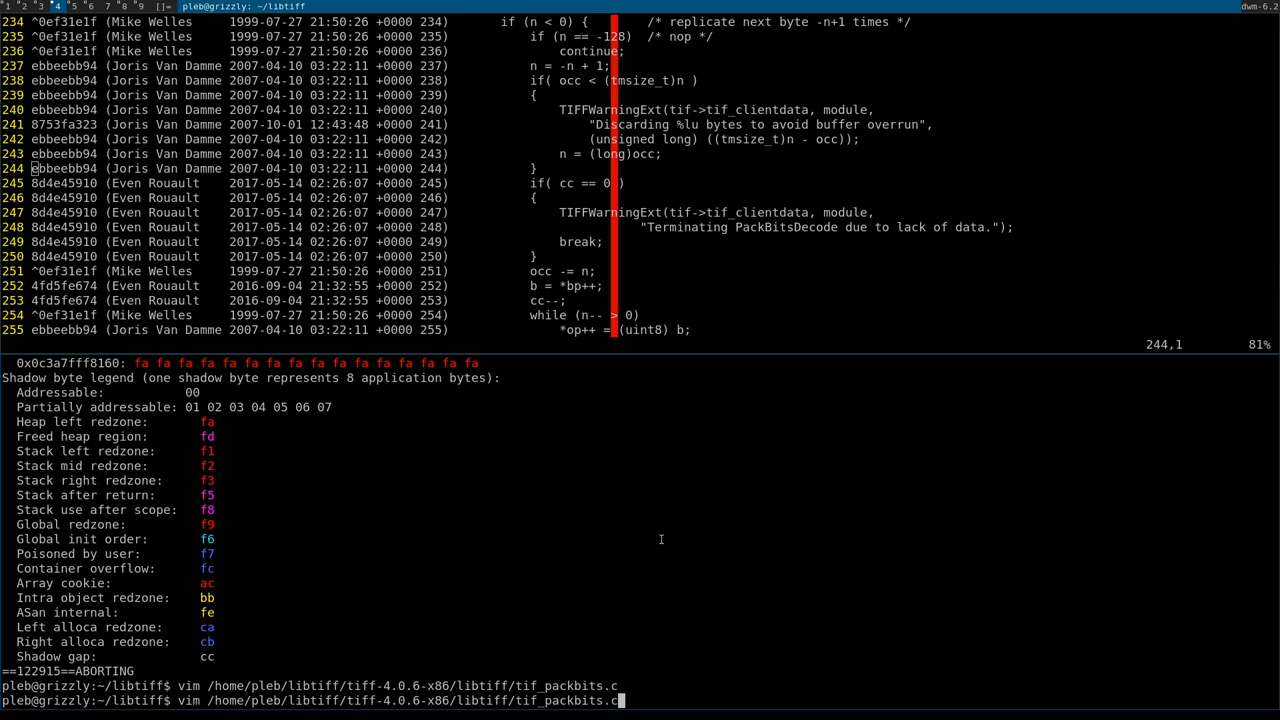 1 2 3 4 5 6 7 8 9 []= pleb@grizzly: ~/libtiff dwm-6.2
234 ^0ef31e1f (Mike Welles 1999-07-27 21:50:26 +0000 234) if (n < 0) { /* replicate next byte -n+1 times */
235 ^0ef31e1f (Mike Welles 1999-07-27 21:50:26 +0000 235) if (n == -128) /* nop */
236 ^0ef31e1f (Mike Welles 1999-07-27 21:50:26 +0000 236) continue;
237 ebbeebb94 (Joris Van Damme 2007-04-10 03:22:11 +0000 237) n = -n + 1;
238 ebbeebb94 (Joris Van Damme 2007-04-10 03:22:11 +0000 238) if( occ < (tmsize_t)n )
239 ebbeebb94 (Joris Van Damme 2007-04-10 03:22:11 +0000 239) {
240 ebbeebb94 (Joris Van Damme 2007-04-10 03:22:11 +0000 240) TIFFWarningExt(tif->tif_clientdata, module,
241 8753fa323 (Joris Van Damme 2007-10-01 12:43:48 +0000 241) "Discarding %lu bytes to avoid buffer overrun",
242 ebbeebb94 (Joris Van Damme 2007-04-10 03:22:11 +0000 242) (unsigned long) ((tmsize_t)n - occ));
243 ebbeebb94 (Joris Van Damme 2007-04-10 03:22:11 +0000 243) n = (long)occ;
244 ebbeebb94 (Joris Van Damme 2007-04-10 03:22:11 +0000 244) }
245 8d4e45910 (Even Rouault 2017-05-14 02:26:07 +0000 245) if( cc == 0 )
246 8d4e45910 (Even Rouault 2017-05-14 02:26:07 +0000 246) {
247 8d4e45910 (Even Rouault 2017-05-14 02:26:07 +0000 247) TIFFWarningExt(tif->tif_clientdata, module,
248 8d4e45910 (Even Rouault 2017-05-14 02:26:07 +0000 248) "Terminating PackBitsDecode due to lack of data.");
249 8d4e45910 (Even Rouault 2017-05-14 02:26:07 +0000 249) break;
250 8d4e45910 (Even Rouault 2017-05-14 02:26:07 +0000 250) }
251 ^0ef31e1f (Mike Welles 1999-07-27 21:50:26 +0000 251) occ -= n;
252 4fd5fe674 (Even Rouault 2016-09-04 21:32:55 +0000 252) b = *bp++;
253 4fd5fe674 (Even Rouault 2016-09-04 21:32:55 +0000 253) cc--;
254 ^0ef31e1f (Mike Welles 1999-07-27 21:50:26 +0000 254) while (n-- > 0)
255 ebbeebb94 (Joris Van Damme 2007-04-10 03:22:11 +0000 255) *op++ = (uint8) b;
244,1 81%
0x0c3a7fff8160: fa fa fa fa fa fa fa fa fa fa fa fa fa fa fa fa
Shadow byte legend (one shadow byte represents 8 application bytes):
Addressable: 00
Partially addressable: 01 02 03 04 05 06 07
Heap left redzone: fa
Freed heap region: fd
Stack left redzone: f1
Stack mid redzone: f2
Stack right redzone: f3
Stack after return: f5
Stack use after scope: f8
Global redzone: f9
Global init order: f6
Poisoned by user: f7
Container overflow: fc
Array cookie: ac
Intra object redzone: bb
ASan internal: fe
Left alloca redzone: ca
Right alloca redzone: cb
Shadow gap: cc
==122915==ABORTING
pleb@grizzly:~/libtiff$ vim /home/pleb/libtiff/tiff-4.0.6-x86/libtiff/tif_packbits.c
pleb@grizzly:~/libtiff$ vim /home/pleb/libtiff/tiff-4.0.6-x86/libtiff/tif_packbits.c